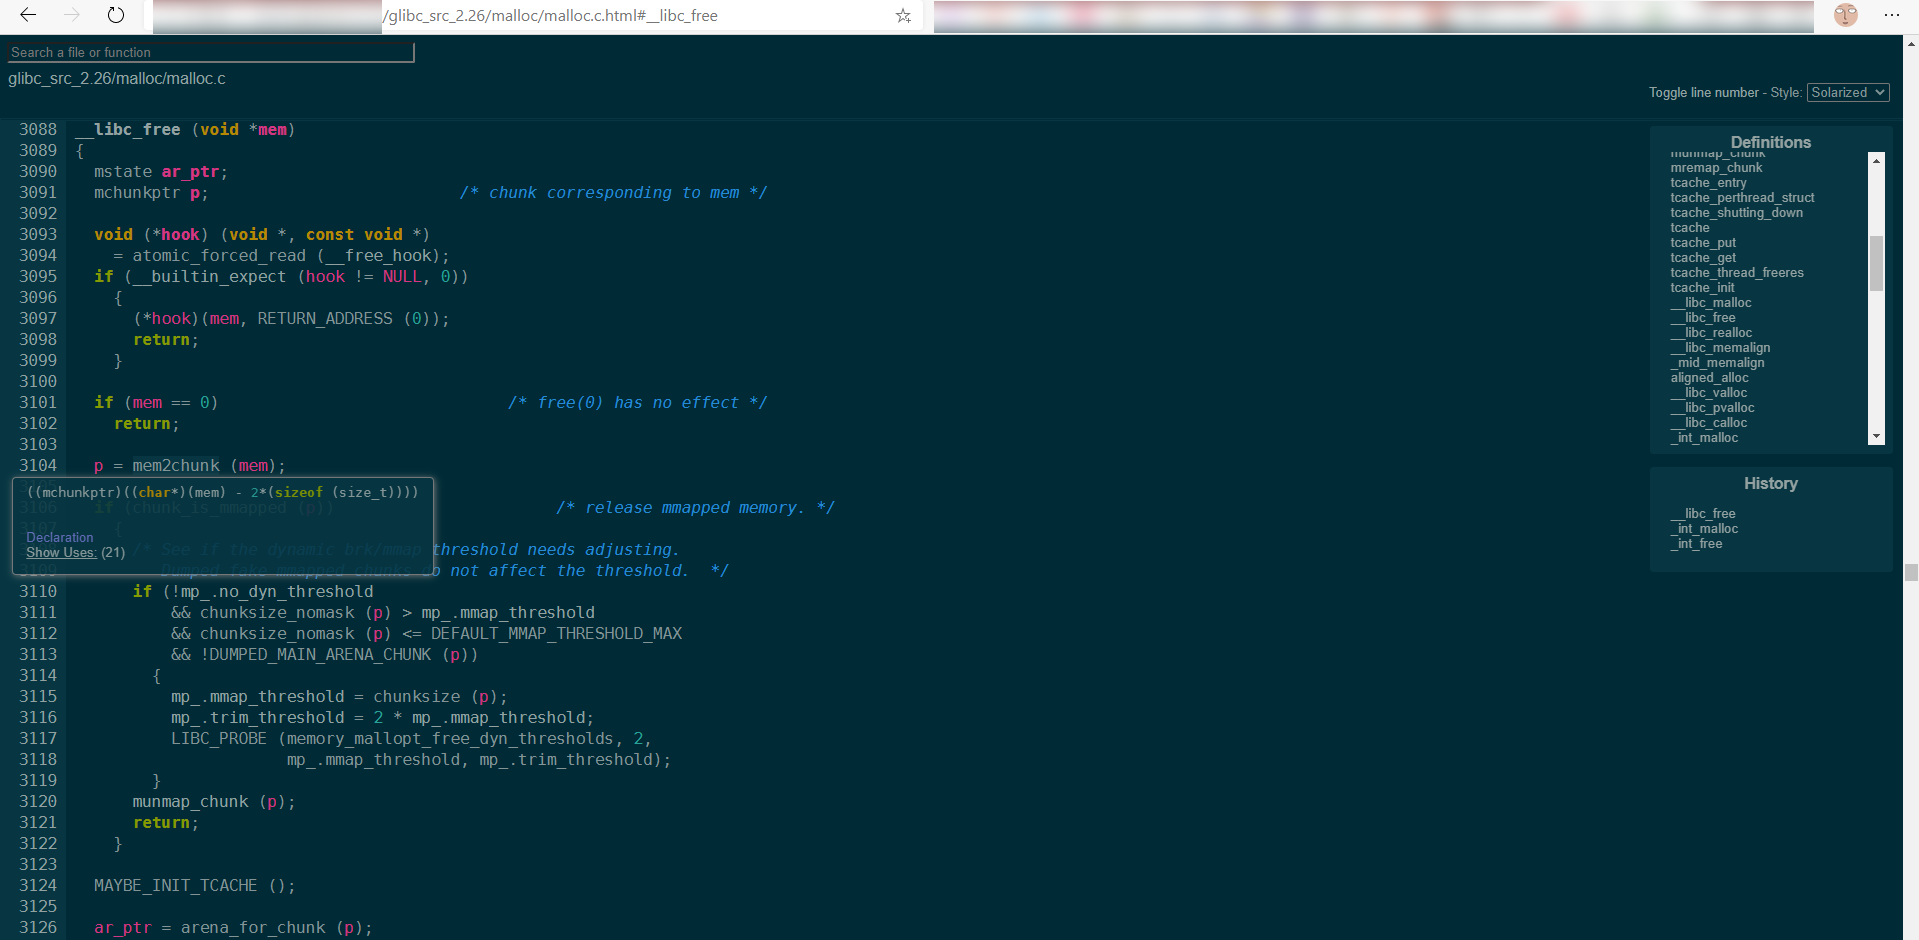 /glibc_src_2.26/malloc/malloc.c.html#__libc_free
Search a file or function
glibc_src_2.26/malloc/malloc.c
Toggle line number - Style: Solarized
3088 __libc_free (void *mem)
3089 {
3090 mstate ar_ptr;
3091 mchunkptr p; /* chunk corresponding to mem */
3092
3093 void (*hook) (void *, const void *)
3094 = atomic_forced_read (__free_hook);
3095 if (__builtin_expect (hook != NULL, 0))
3096 {
3097 (*hook)(mem, RETURN_ADDRESS (0));
3098 return;
3099 }
3100
3101 if (mem == 0) /* free(0) has no effect */
3102 return;
3103
3104 p = mem2chunk (mem);
((mchunkptr)((char*)(mem) - 2*(sizeof (size_t))))
3106 if (chunk_is_mmapped (p)) /* release mmapped memory. */
3107 {
Declaration
Show Uses: (21)
/* See if the dynamic brk/mmap threshold needs adjusting.
3109 Dumped fake mmapped chunks do not affect the threshold. */
3110 if (!mp_.no_dyn_threshold
3111 && chunksize_nomask (p) > mp_.mmap_threshold
3112 && chunksize_nomask (p) <= DEFAULT_MMAP_THRESHOLD_MAX
3113 && !DUMPED_MAIN_ARENA_CHUNK (p))
3114 {
3115 mp_.mmap_threshold = chunksize (p);
3116 mp_.trim_threshold = 2 * mp_.mmap_threshold;
3117 LIBC_PROBE (memory_mallopt_free_dyn_thresholds, 2,
3118 mp_.mmap_threshold, mp_.trim_threshold);
3119 }
3120 munmap_chunk (p);
3121 return;
3122 }
3123
3124 MAYBE_INIT_TCACHE ();
3125
3126 ar_ptr = arena_for_chunk (p);
Definitions
munmap_chunk
mremap_chunk
tcache_entry
tcache_perthread_struct
tcache_shutting_down
tcache
tcache_put
tcache_get
tcache_thread_freeres
tcache_init
__libc_malloc
__libc_free
__libc_realloc
__libc_memalign
_mid_memalign
aligned_alloc
__libc_valloc
__libc_pvalloc
__libc_calloc
_int_malloc
History
__libc_free
_int_malloc
_int_free